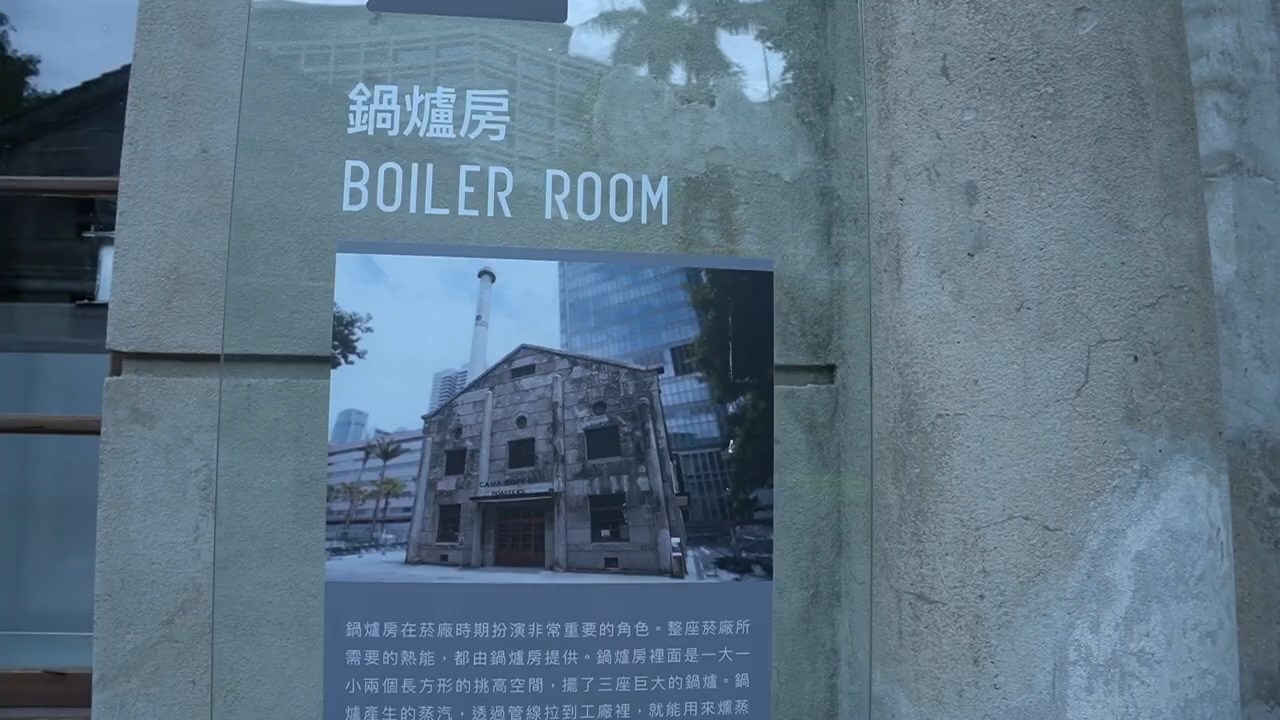 鍋爐房
BOILER ROOM
鍋爐房在菸廠時期扮演非常重要的角色。整座菸廠所
需要的熱能，都由鍋爐房提供。鍋爐房裡面是一大一
小兩個長方形的挑高空間，擺了三座巨大的鍋爐。鍋
爐產生的蒸汽，透過管線拉到工廠裡，就能用來燻蒸